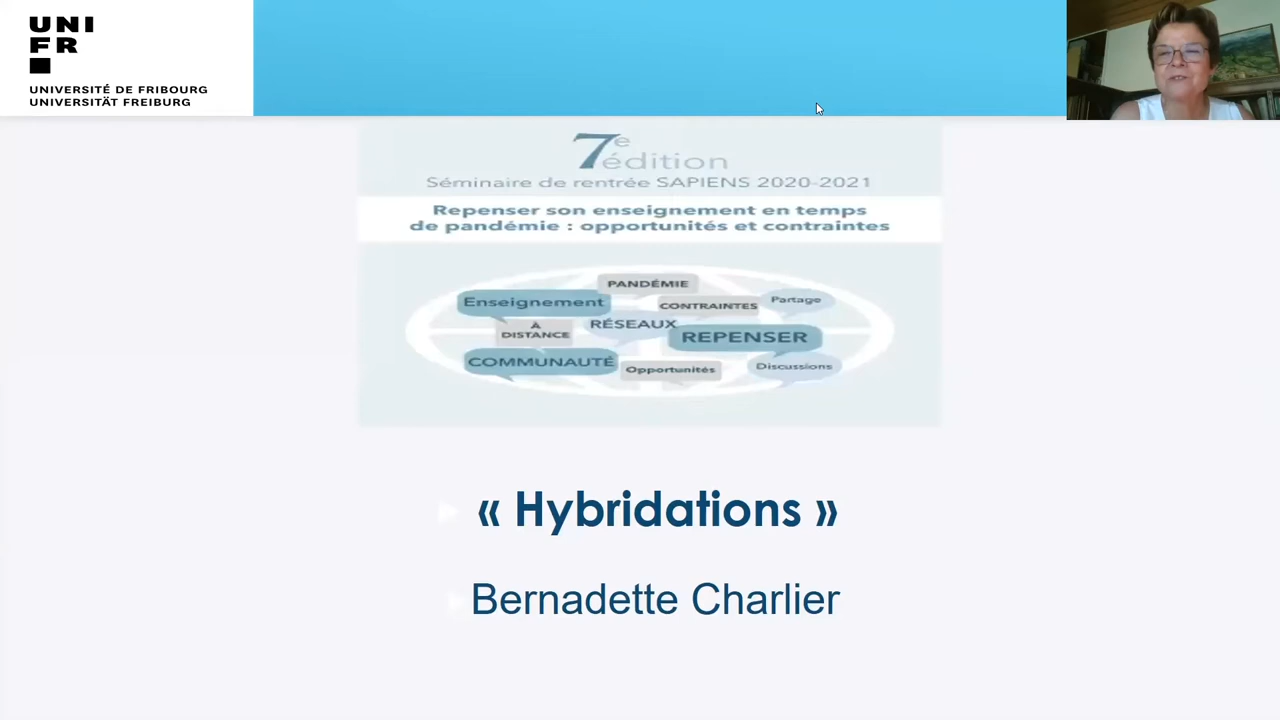 UNI
FR
UNIVERSITÉ DE FRIBOURG
UNIVERSITÄT FREIBURG
7e édition
Séminaire de rentrée SAPIENS 2020-2021
Repenser son enseignement en temps
de pandémie : opportunités et contraintes
PANDÉMIE
Enseignement
CONTRAINTES
Partage
À
DISTANCE
RÉSEAUX
REPENSER
COMMUNAUTÉ
Opportunités
Discussions
« Hybridations »
Bernadette Charlier